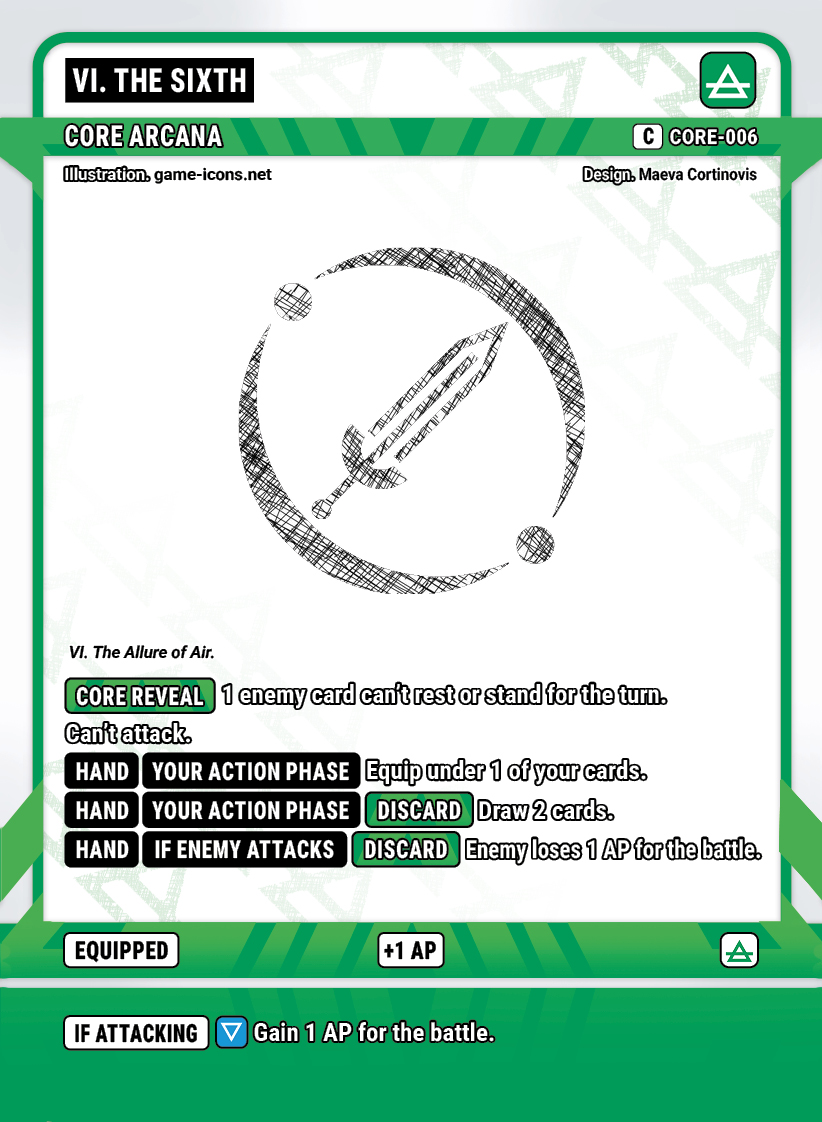 VI. THE SIXTH
CORE ARCANA C CORE-006
Illustration. game-icons.net Design. Maeva Cortinovis
VI. The Allure of Air.
CORE REVEAL 1 enemy card can't rest or stand for the turn.
Can't attack.
HAND YOUR ACTION PHASE Equip under 1 of your cards.
HAND YOUR ACTION PHASE DISCARD Draw 2 cards.
HAND IF ENEMY ATTACKS DISCARD Enemy loses 1 AP for the battle.
EQUIPPED +1 AP
IF ATTACKING Gain 1 AP for the battle.